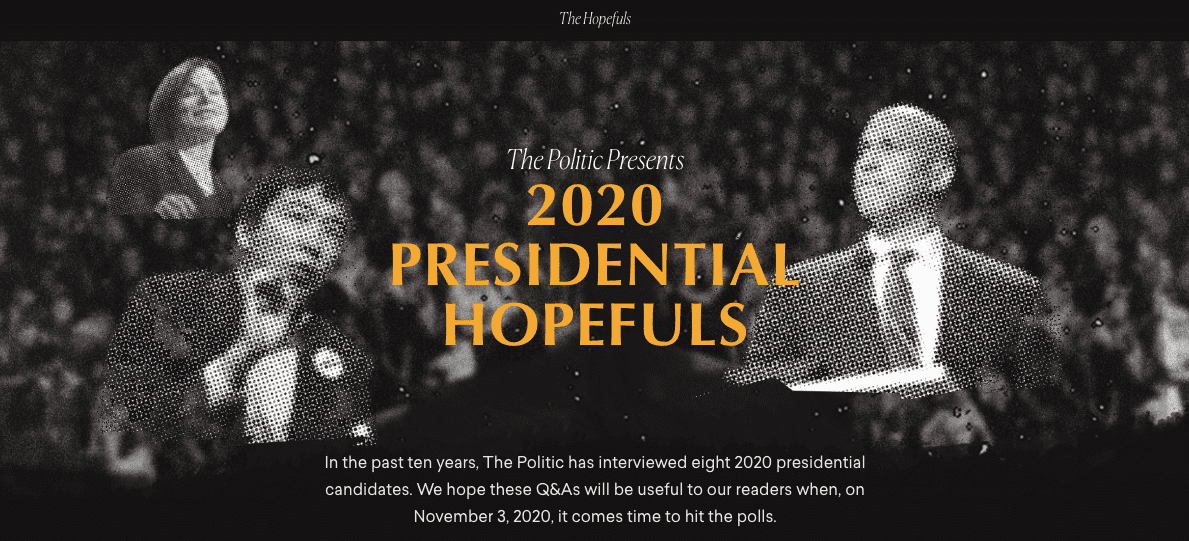 The Hopefuls
The Politic Presents
2020
PRESIDENTIAL
HOPEFULS
In the past ten years, The Politic has interviewed eight 2020 presidential
candidates. We hope these Q&As will be useful to our readers when, on
November 3, 2020, it comes time to hit the polls.